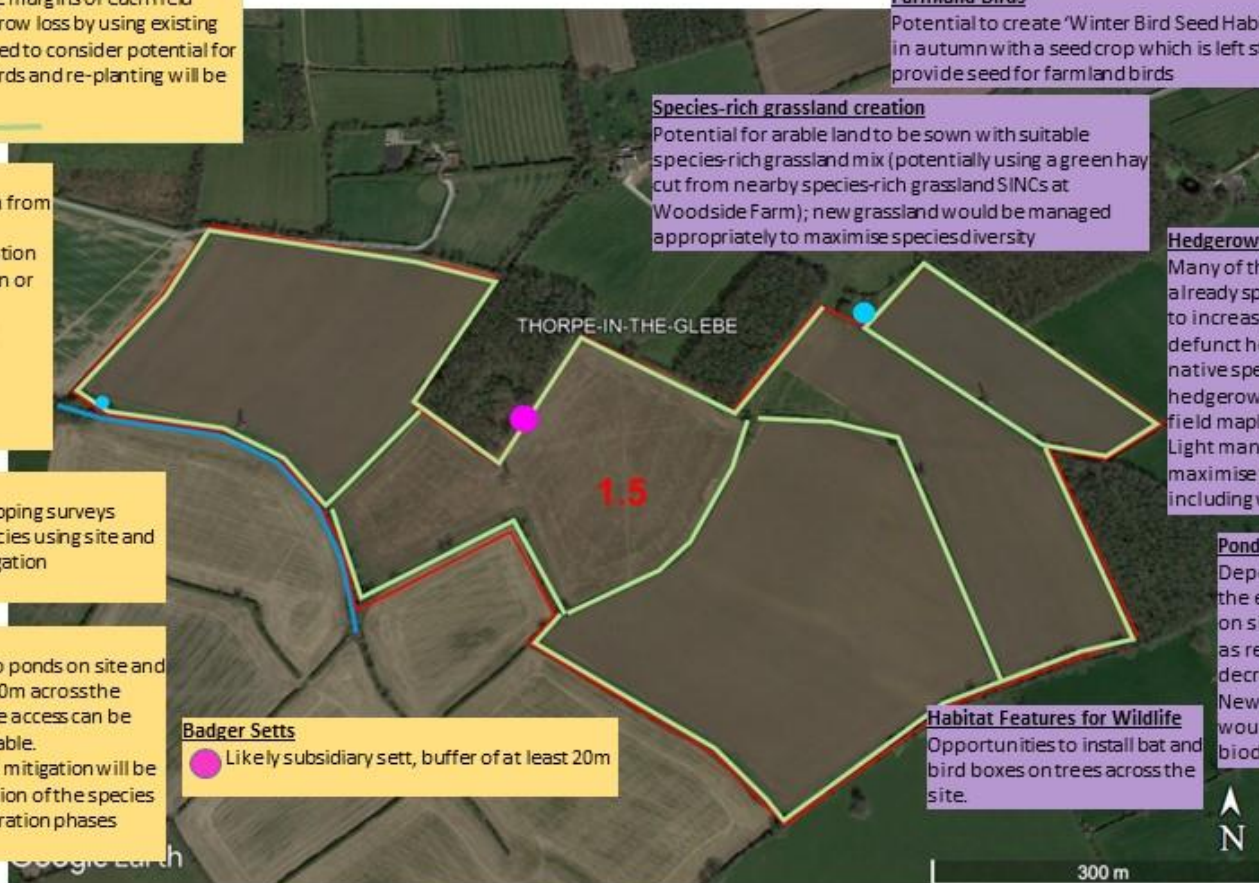 margins of each field
row loss by using existing
ed to consider potential for
rds and re-planting will be
from
tion
n or
pping surveys
cies using site and
gation
o ponds on site and
0m across the
e access can be
able.
mitigation will be
ion of the species
ration phases
Badger Setts
Likely subsidiary sett, buffer of at least 20m
THORPE-IN-THE-GLEBE
1.5
Farmland Birds
Potential to create ‘Winter Bird Seed Hab
in autumn with a seed crop which is left s
provide seed for farmland birds
Species-rich grassland creation
Potential for arable land to be sown with suitable
species-rich grassland mix (potentially using a green hay
cut from nearby species-rich grassland SINCs at
Woodside Farm); new grassland would be managed
appropriately to maximise species diversity
Hedgerow
Many of th
already sp
to increas
defunct he
native spe
hedgerow
field mapl
Light man
maximise
including w
Pond
Depe
the e
on s
as re
decr
New
wou
biod
Habitat Features for Wildlife
Opportunities to install bat and
bird boxes on trees across the
site.
N
300 m
Google Earth